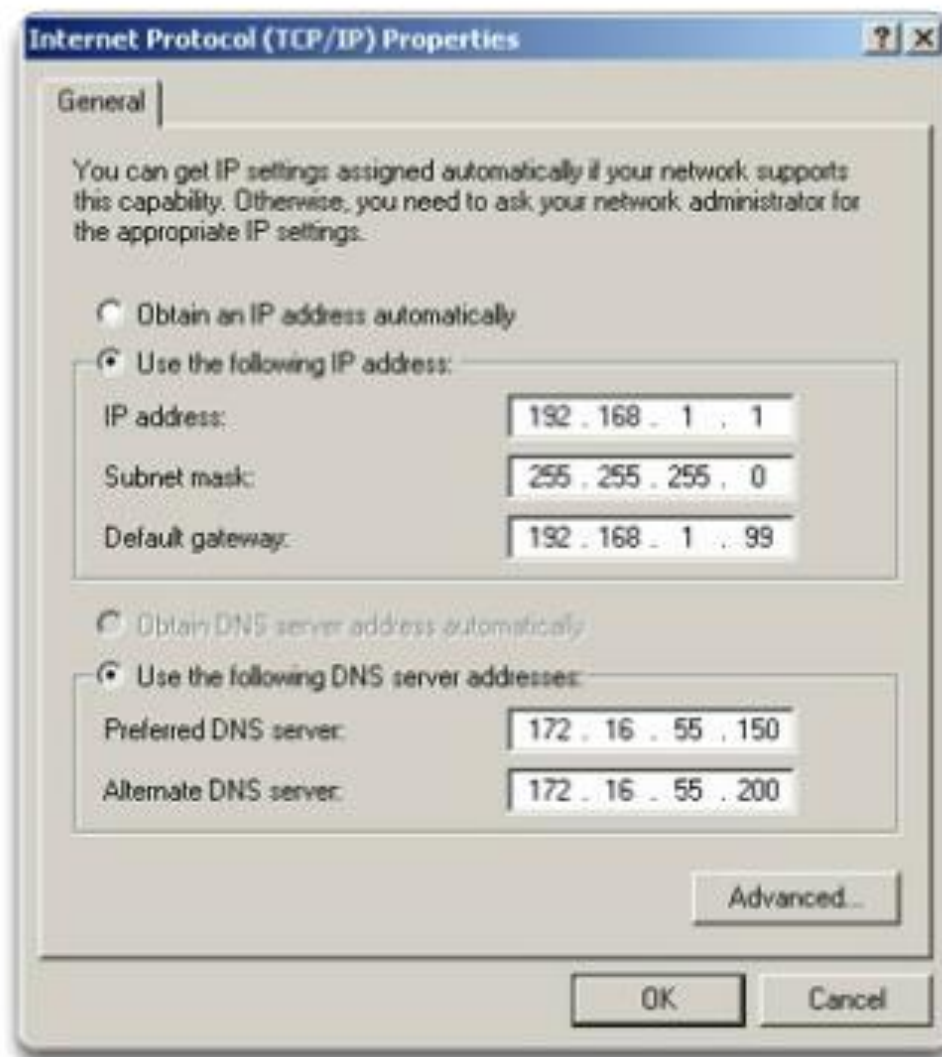 Internet Protocol (TCP/IP) Properties
General
You can get IP settings assigned automatically if your network supports
this capability. Otherwise, you need to ask your network administrator for
the appropriate IP settings.
Obtain an IP address automatically
Use the following IP address:
IP address: 192 . 168 . 1 . 1
Subnet mask: 255 . 255 . 255 . 0
Default gateway: 192 . 168 . 1 . 99
Obtain DNS server address automatically
Use the following DNS server addresses:
Preferred DNS server: 172 . 16 . 55 . 150
Alternate DNS server: 172 . 16 . 55 . 200
Advanced...
OK Cancel